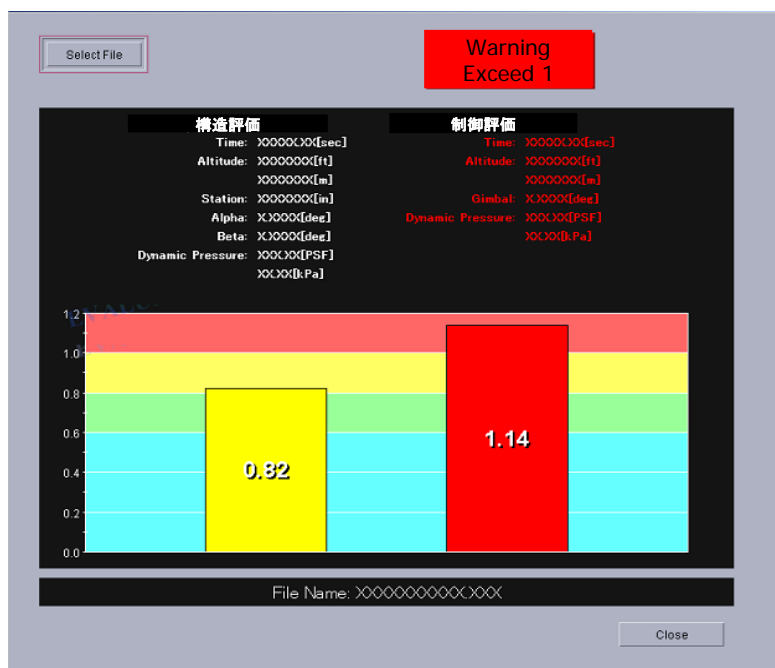 Select File
Warning
Exceed 1
構造評価
Time: XXXXX.XX[sec]
Altitude: XXXXXXX[ft]
XXXXXXX[m]
Station: XXXXXXX[in]
Alpha: X.XXXX[deg]
Beta: X.XXXX[deg]
Dynamic Pressure: XXX.XX[PSF]
XX.XX[kPa]
制御評価
Time: XXXXX.XX[sec]
Altitude: XXXXXXX[ft]
XXXXXXX[m]
Gimbal: X.XXXX[deg]
Dynamic Pressure: XXX.XX[PSF]
XX.XX[kPa]
1.2
1.0
0.8
0.6
0.4
0.2
0.0
0.82
1.14
File Name: XXXXXXXXXXX.XXX
Close